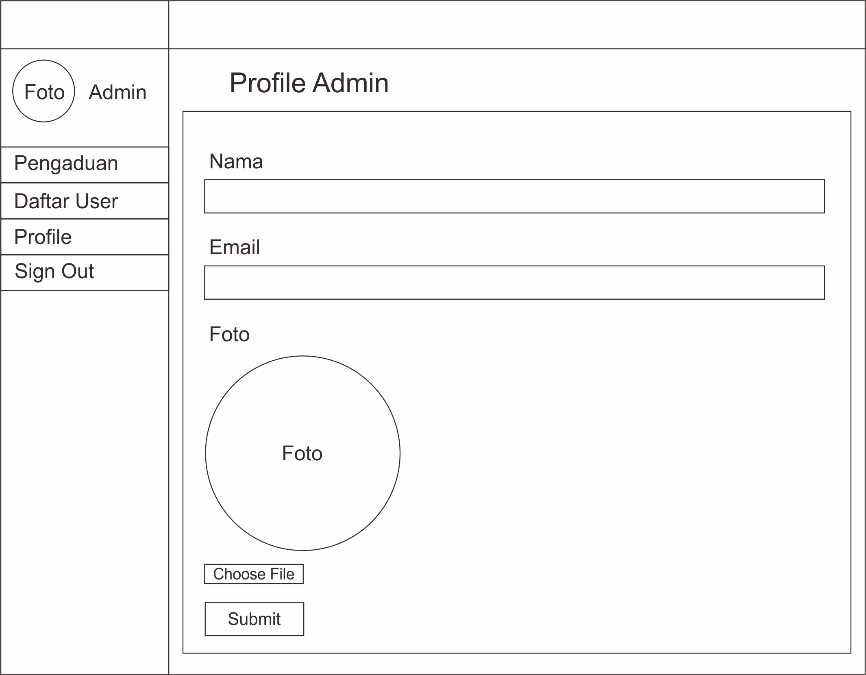 Foto
Admin
Pengaduan
Daftar User
Profile
Sign Out
Profile Admin
Nama
Email
Foto
Foto
Choose File
Submit